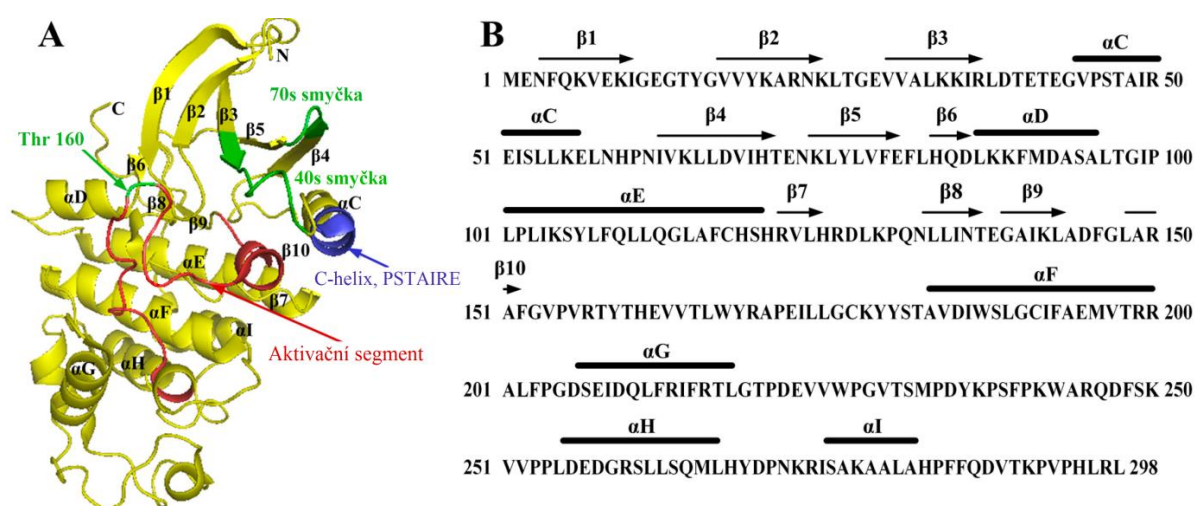 A
N
β1
C
β2
70s smyčka
β3
β5
Thr 160
β4
β6
40s smyčka
αD
β8
αC
β9
β10
αE
C-helix, PSTAIRE
β7
αF
αI
Aktivační segment
αG
αH
B
β1 β2 β3 αC
1 MENFQKVEKIGEGTYGVVYKARNKLTGEVVALKKIRLDTETEGVPSTAIR 50
αC β4 β5 β6 αD
51 EISLLKELNHPNIVKLLDVIHTENKLYLVFEFLHQDLKKFMDASALTGIP 100
αE β7 β8 β9
101 LPLIKSYLFQLLQGLAFCHSHRVLHRDLKPQNLLINTEGAIKLADFGLAR 150
β10 αF
151 AFGVPVRTYTHEVVTLWYRAPEILLGCKYYSTAVDIWSLGCIFAEMVTRR 200
αG
201 ALFPGDSEIDQLFRIFRTLGTPDEVVWPGVTSMPDYKPSFPKWARQDFSK 250
αH αI
251 VVPPLDEDGRSLLSQMLHYDPNKRISAKAALAHPFFQDVTKPVPHLRL 298